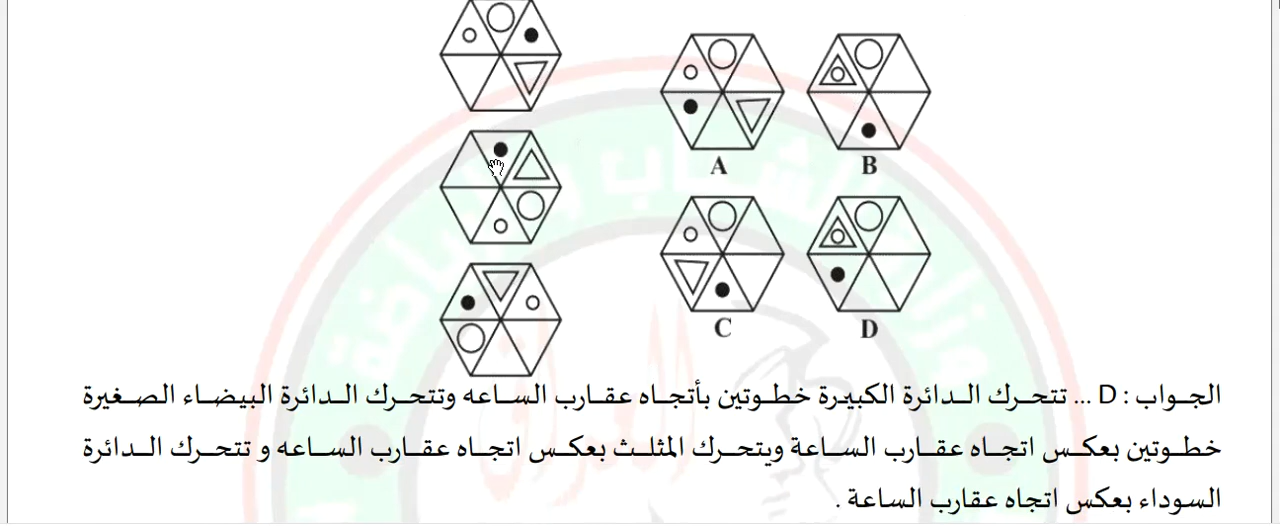 A
B
C
D
الجواب : D ... تتحرك الدائرة الكبيرة خطوتين بأتجاه عقارب الساعه وتتحرك الدائرة البيضاء الصغيرة
خطوتين بعكس اتجاه عقارب الساعة ويتحرك المثلث بعكس اتجاه عقارب الساعه و تتحرك الدائرة
السوداء بعكس اتجاه عقارب الساعة .